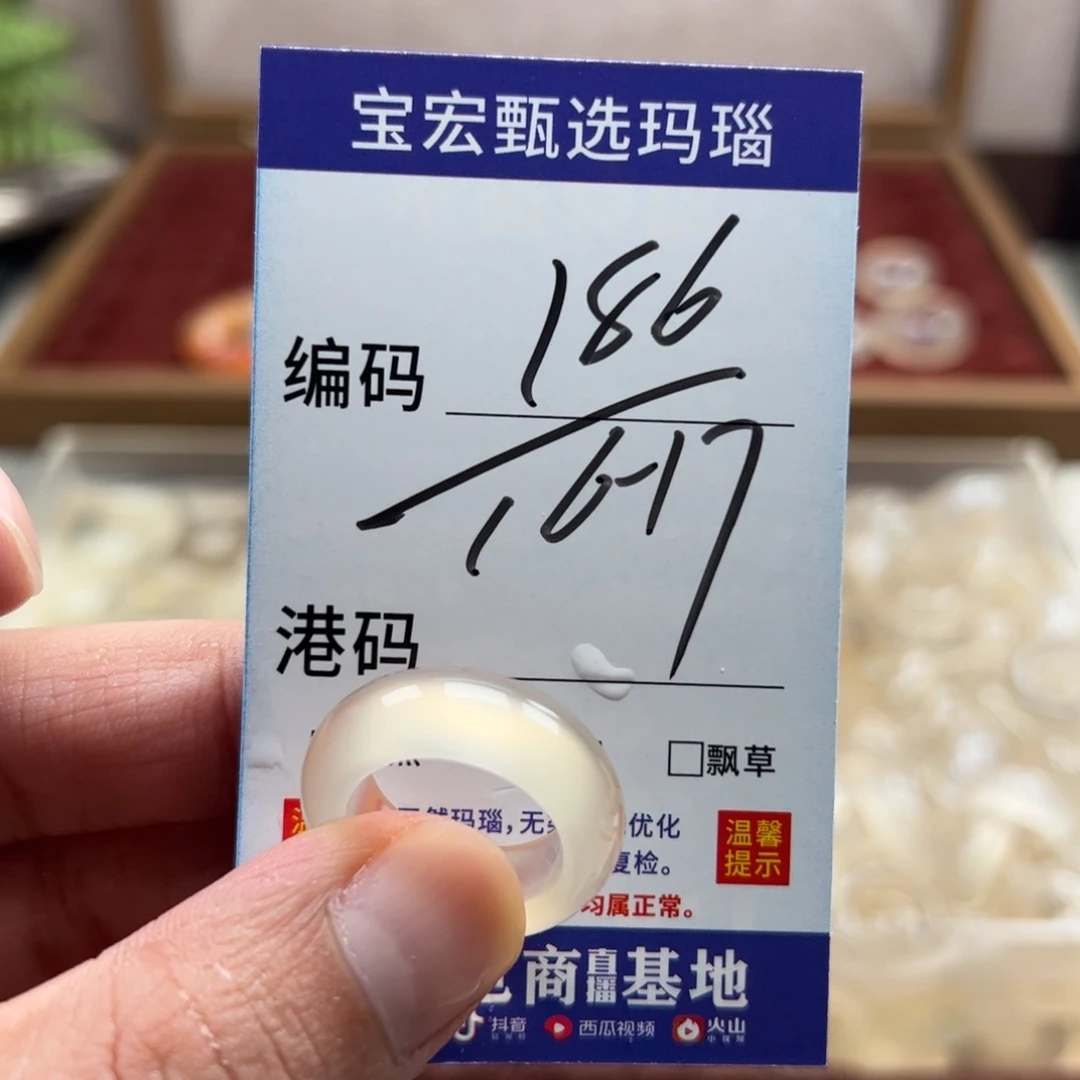 宝宏甄选玛瑙
编码 186
16-17
港码
□飘草
然玛瑙，无 优化
温馨提示
复检。
均属正常。
电商直播基地
抖音 西瓜视频 火山